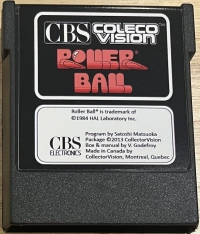 CBS COLECO
VISION
ROLLER
BALL
Roller Ball® is trademark of
©1984 HAL Laboratory Inc.
CBS
ELECTRONICS
Program by Satoshi Matsuoka
Package ©2013 CollectorVision
Box & manual by V. Godefroy
Made in Canada by
CollectorVision, Montreal, Quebec